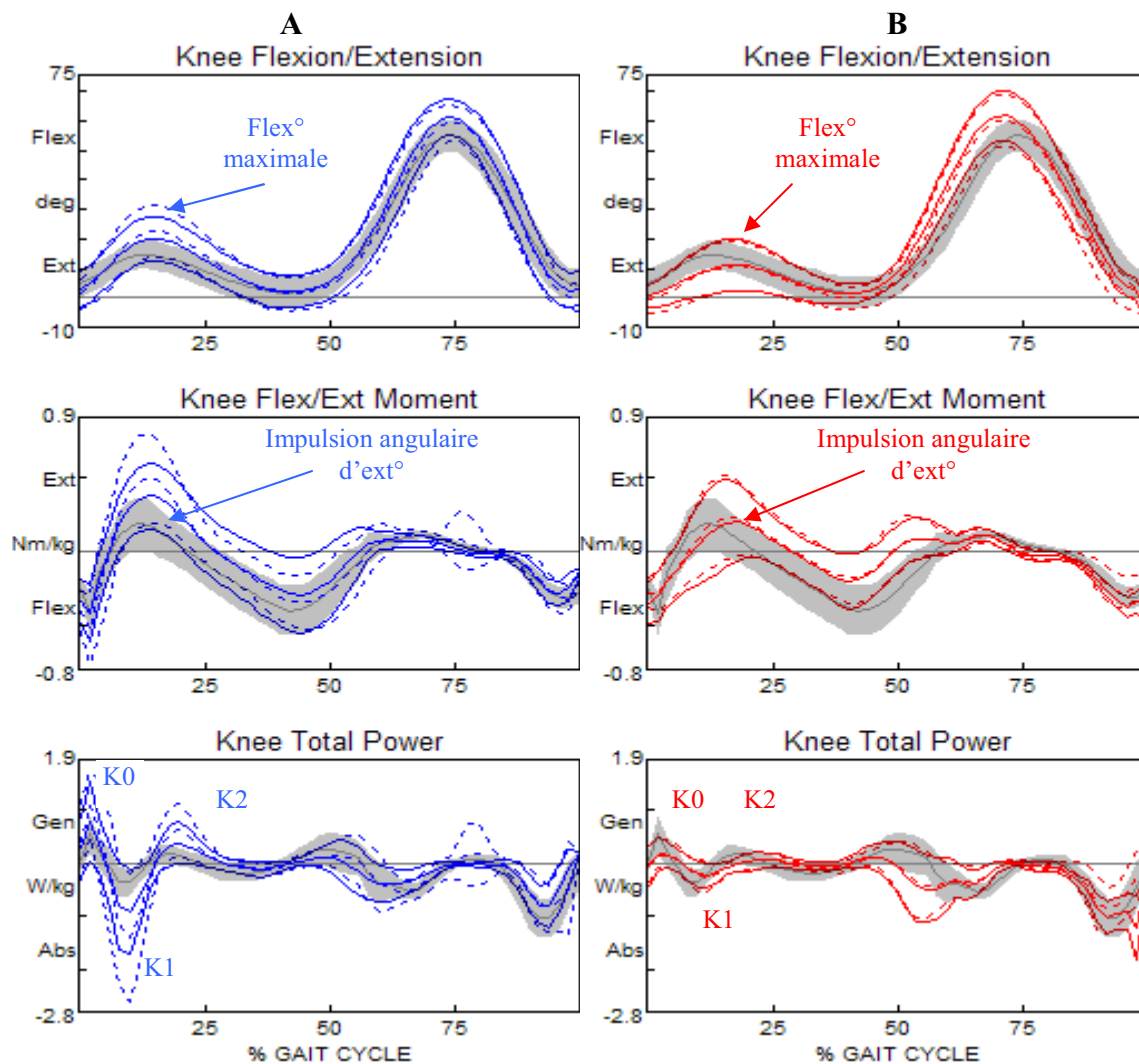 A
B
Knee Flexion/Extension
Knee Flexion/Extension
75
75
Flex
Flex°
maximale
Flex
Flex°
maximale
deg
deg
Ext
Ext
-10
-10
25
50
75
25
50
75
Knee Flex/Ext Moment
Knee Flex/Ext Moment
0.9
0.9
Impulsion angulaire
d'ext°
Impulsion angulaire
d'ext°
Ext
Ext
Nm/kg
Nm/kg
Flex
Flex
-0.8
-0.8
25
50
75
25
50
75
Knee Total Power
Knee Total Power
1.9
1.9
K0
K2
K0
K2
Gen
Gen
W/kg
W/kg
K1
K1
Abs
Abs
-2.8
-2.8
25
50
75
25
50
75
% GAIT CYCLE
% GAIT CYCLE